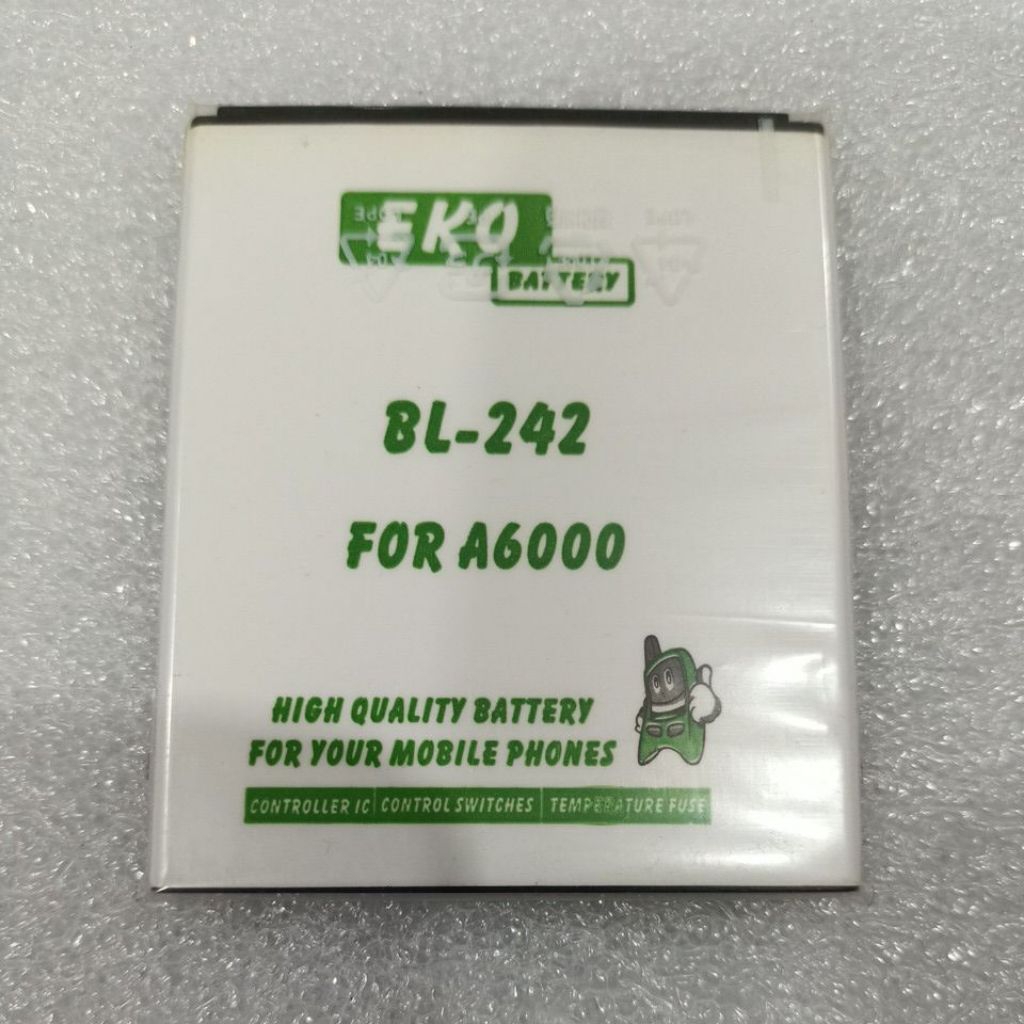 EKO
BATTERY
BL-242
FOR A6000
HIGH QUALITY BATTERY
FOR YOUR MOBILE PHONES
CONTROLLER IC CONTROL SWITCHES TEMPERATURE FUSE